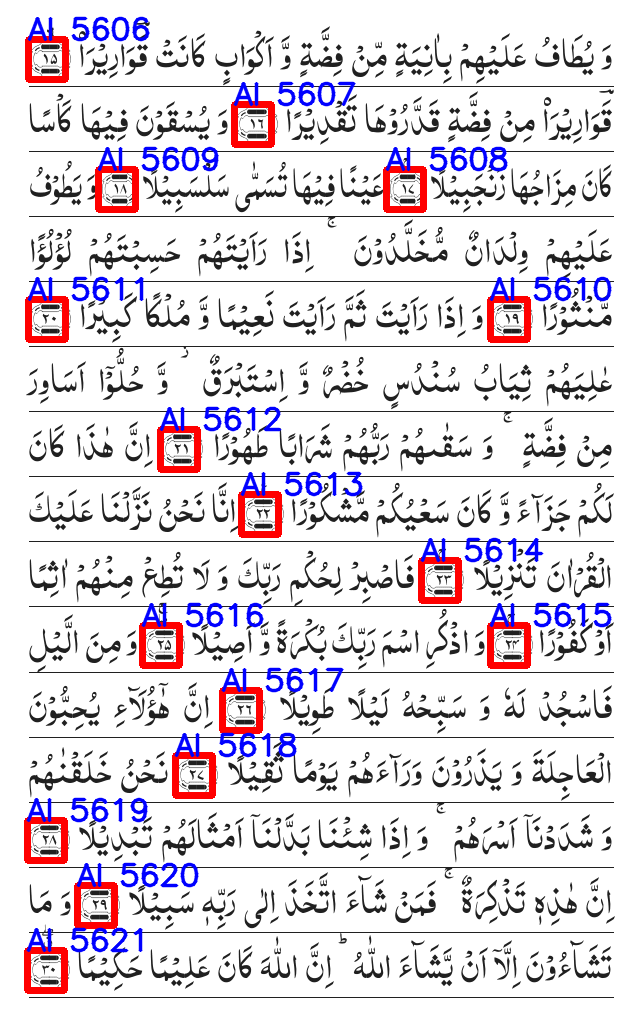 AI 5606
وَ يُطَافُ عَلَيْهِمْ بِاٰنِيَةٍ مِّنْ فِضَّةٍ وَّ اَكْوَابٍ كَانَتْ قَؔوَارِيْرَا۠ ۱۵
AI 5607
قَؔوَارِيْرَاۡ مِنْ فِضَّةٍ قَدَّرُوْهَا تَقْدِيْرًا ۱۶ وَ يُسْقَوْنَ فِيْهَا كَاْسًا
AI 5609 AI 5608
كَانَ مِزَاجُهَا زَنْجَبِيْلًا ۱۷ عَيْنًا فِيْهَا تُسَمّٰى سَلْسَبِيْلًا ۱۸ وَ يَطُوْفُ
عَلَيْهِمْ وِلْدَانٌ مُّخَلَّدُوْنَ ۚ اِذَا رَاَيْتَهُمْ حَسِبْتَهُمْ لُؤْلُؤًا
AI 5611 AI 5610
مَّنْثُوْرًا ۱۹ وَ اِذَا رَاَيْتَ ثَمَّ رَاَيْتَ نَعِيْمًا وَّ مُلْكًا كَبِيْرًا ۲۰
عٰلِيَهُمْ ثِيَابُ سُنْدُسٍ خُضْرٌ وَّ اِسْتَبْرَقٌ ؗ وَّ حُلُّوْۤا اَسَاوِرَ
AI 5612
مِنْ فِضَّةٍ ۚ وَ سَقٰىهُمْ رَبُّهُمْ شَرَابًا طَهُوْرًا ۲۱ اِنَّ هٰذَا كَانَ
AI 5613
لَكُمْ جَزَآءً وَّ كَانَ سَعْيُكُمْ مَّشْكُوْرًا ۲۲ اِنَّا نَحْنُ نَزَّلْنَا عَلَيْكَ
AI 5614
الْقُرْاٰنَ تَنْزِيْلًا ۲۳ فَاصْبِرْ لِحُكْمِ رَبِّكَ وَ لَا تُطِعْ مِنْهُمْ اٰثِمًا
AI 5616 AI 5615
اَوْ كَفُوْرًا ۲۴ وَ اذْكُرِ اسْمَ رَبِّكَ بُكْرَةً وَّ اَصِيْلًا ۲۵ وَ مِنَ الَّيْلِ
AI 5617
فَاسْجُدْ لَهٗ وَ سَبِّحْهُ لَيْلًا طَوِيْلًا ۲۶ اِنَّ هٰۤؤُلَآءِ يُحِبُّوْنَ
AI 5618
الْعَاجِلَةَ وَ يَذَرُوْنَ وَرَآءَهُمْ يَوْمًا ثَقِيْلًا ۲۷ نَحْنُ خَلَقْنٰهُمْ
AI 5619
وَ شَدَدْنَاۤ اَسْرَهُمْ ۚ وَ اِذَا شِئْنَا بَدَّلْنَاۤ اَمْثَالَهُمْ تَبْدِيْلًا ۲۸
AI 5620
اِنَّ هٰذِهٖ تَذْكِرَةٌ ۚ فَمَنْ شَآءَ اتَّخَذَ اِلٰى رَبِّهٖ سَبِيْلًا ۲۹ وَ مَا
AI 5621
تَشَآءُوْنَ اِلَّاۤ اَنْ يَّشَآءَ اللّٰهُ ؕ اِنَّ اللّٰهَ كَانَ عَلِيْمًا حَكِيْمًا ۳۰